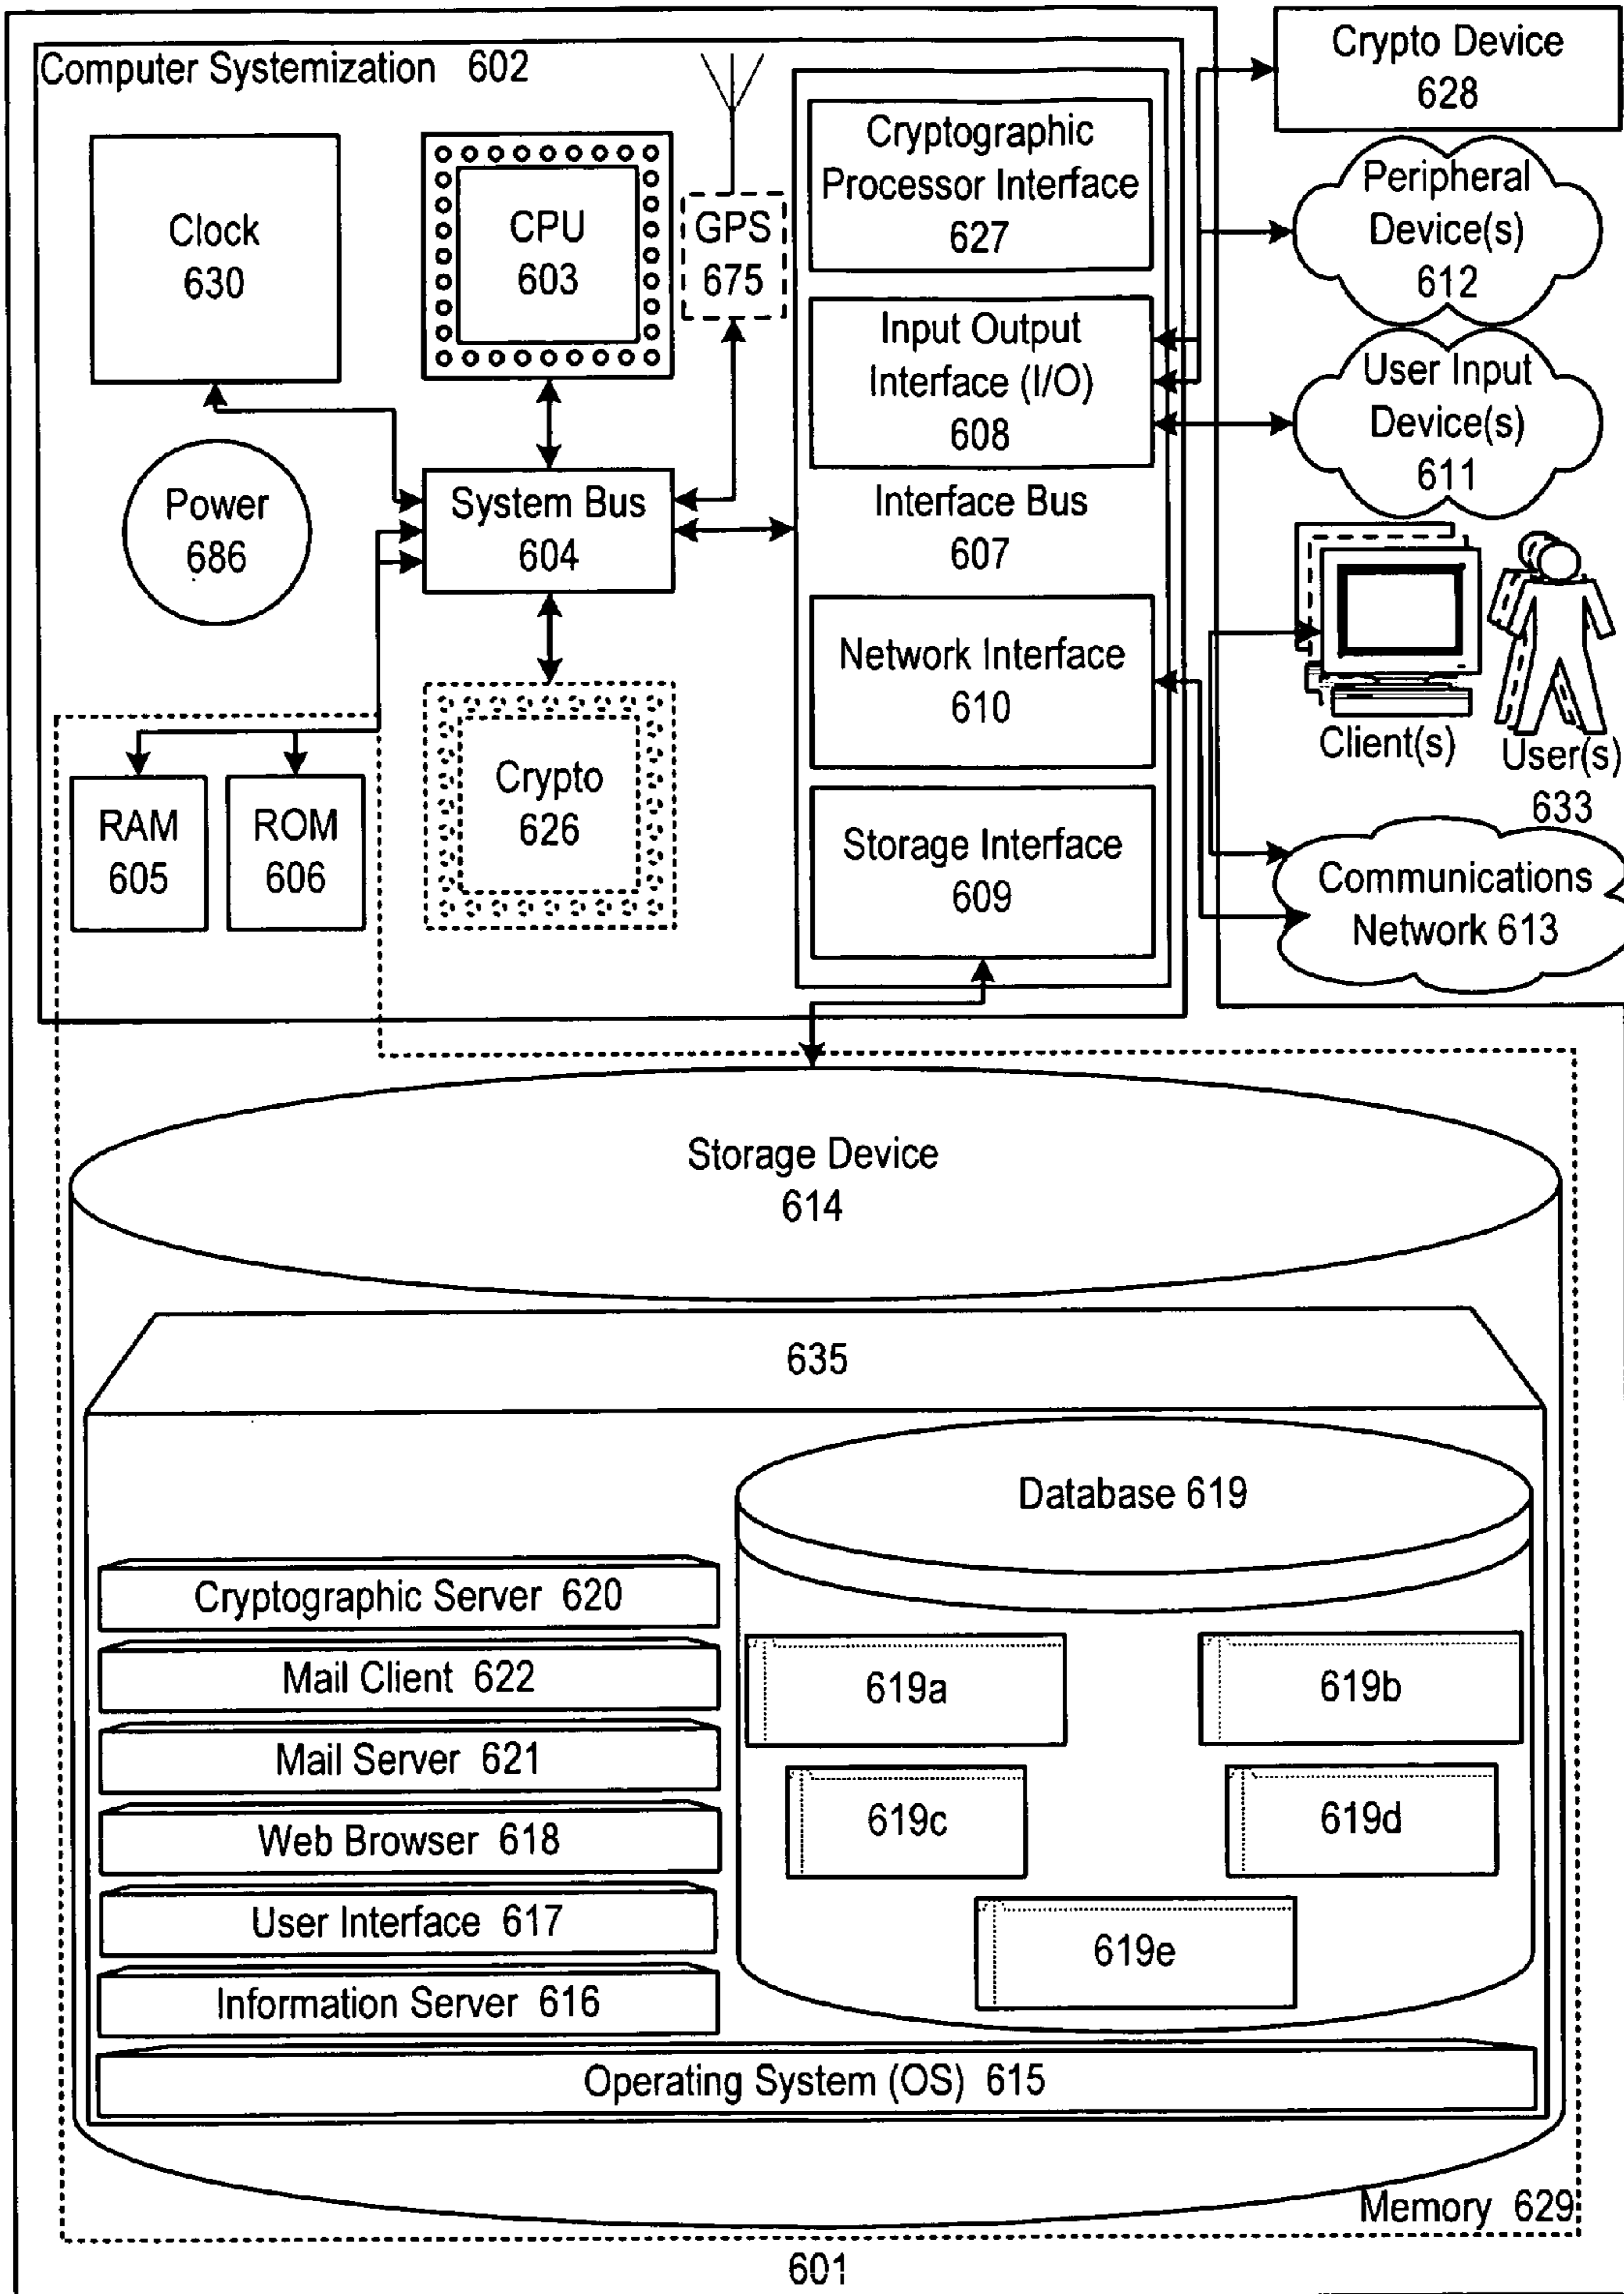 Computer Systemization 602
Clock
630
CPU
603
GPS
675
Cryptographic
Processor Interface
627
Input Output
Interface (I/O)
608
Interface Bus
607
Network Interface
610
Storage Interface
609
Power
686
System Bus
604
RAM
605
ROM
606
Crypto
626
Crypto Device
628
Peripheral
Device(s)
612
User Input
Device(s)
611
Client(s)
User(s)
633
Communications
Network 613
Storage Device
614
635
Database 619
619a
619b
619c
619d
619e
Cryptographic Server 620
Mail Client 622
Mail Server 621
Web Browser 618
User Interface 617
Information Server 616
Operating System (OS) 615
Memory 629
601